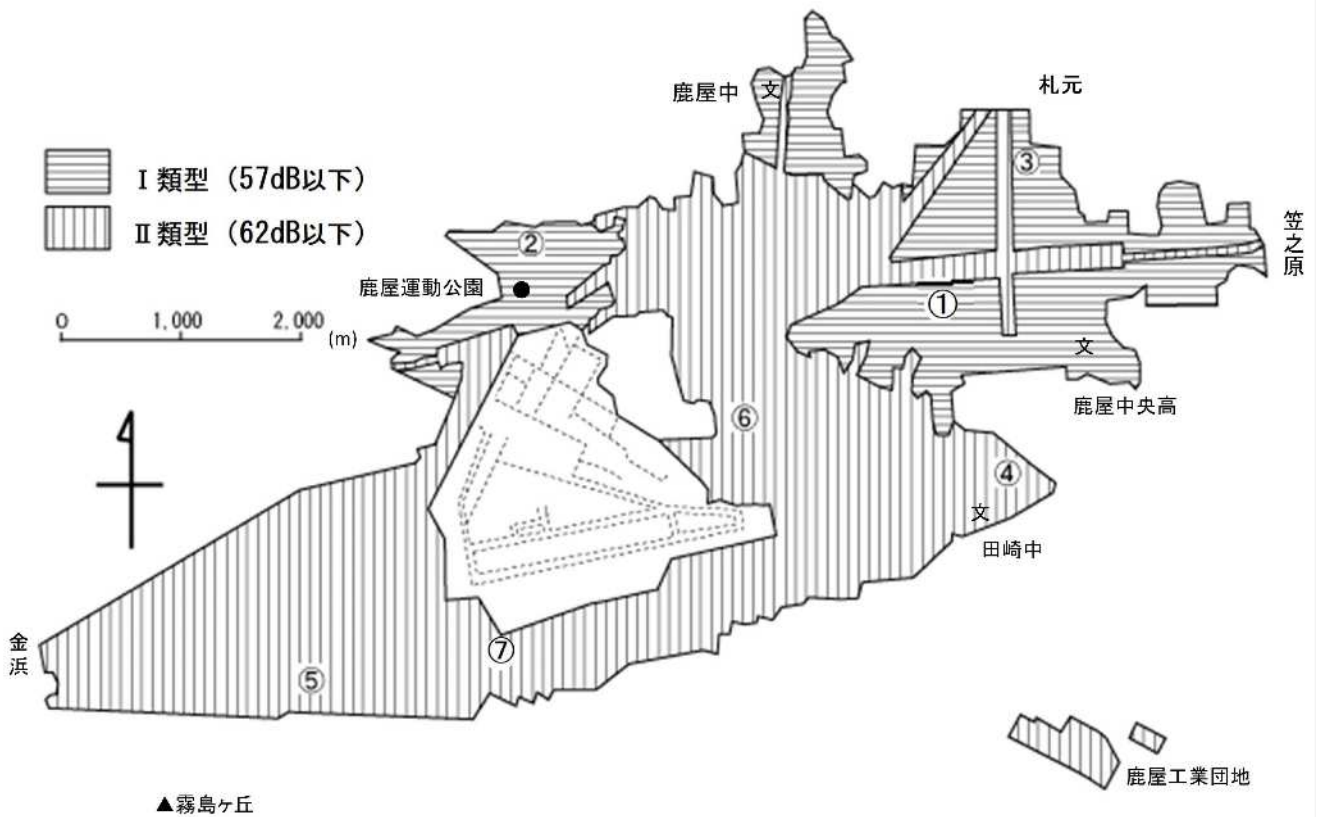 札元
鹿屋中
文
③
Ⅰ類型（57dB以下）
Ⅱ類型（62dB以下）
②
笠之原
鹿屋運動公園
①
0 1,000 2,000
(m)
文
鹿屋中央高
⑥
④
文
田崎中
金浜
⑦
⑤
鹿屋工業団地
▲霧島ヶ丘